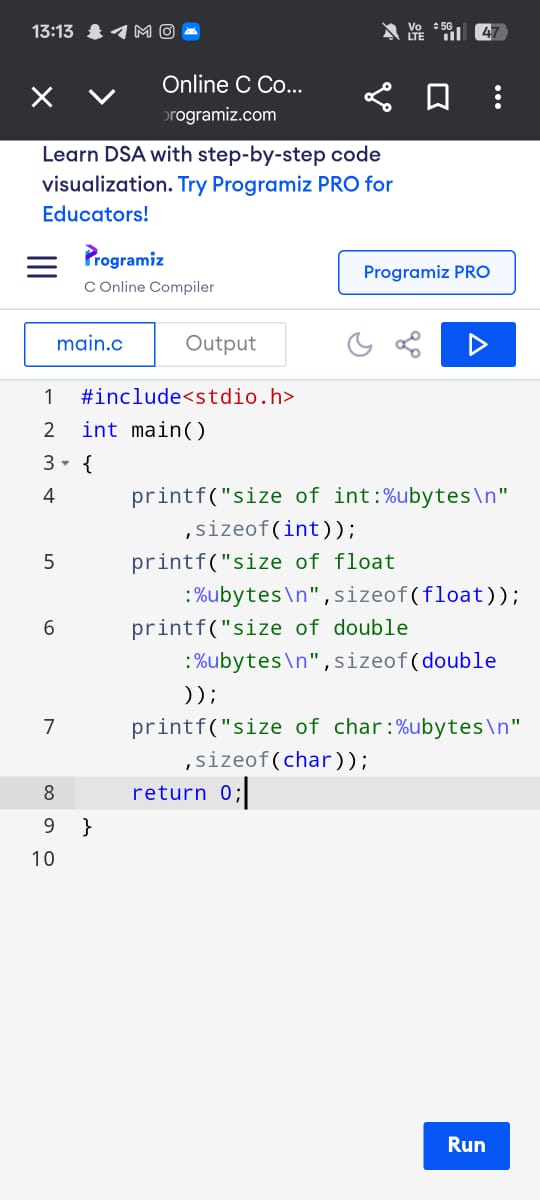 13:13
Vo LTE 5G 47
Online C Co...
programiz.com
Learn DSA with step-by-step code
visualization. Try Programiz PRO for
Educators!
Programiz
C Online Compiler
Programiz PRO
main.c
Output
1 #include<stdio.h>
2 int main()
3 {
4 printf("size of int:%ubytes\n"
,sizeof(int));
5 printf("size of float
:%ubytes\n",sizeof(float));
6 printf("size of double
:%ubytes\n",sizeof(double
));
7 printf("size of char:%ubytes\n"
,sizeof(char));
8 return 0;
9 }
10
Run